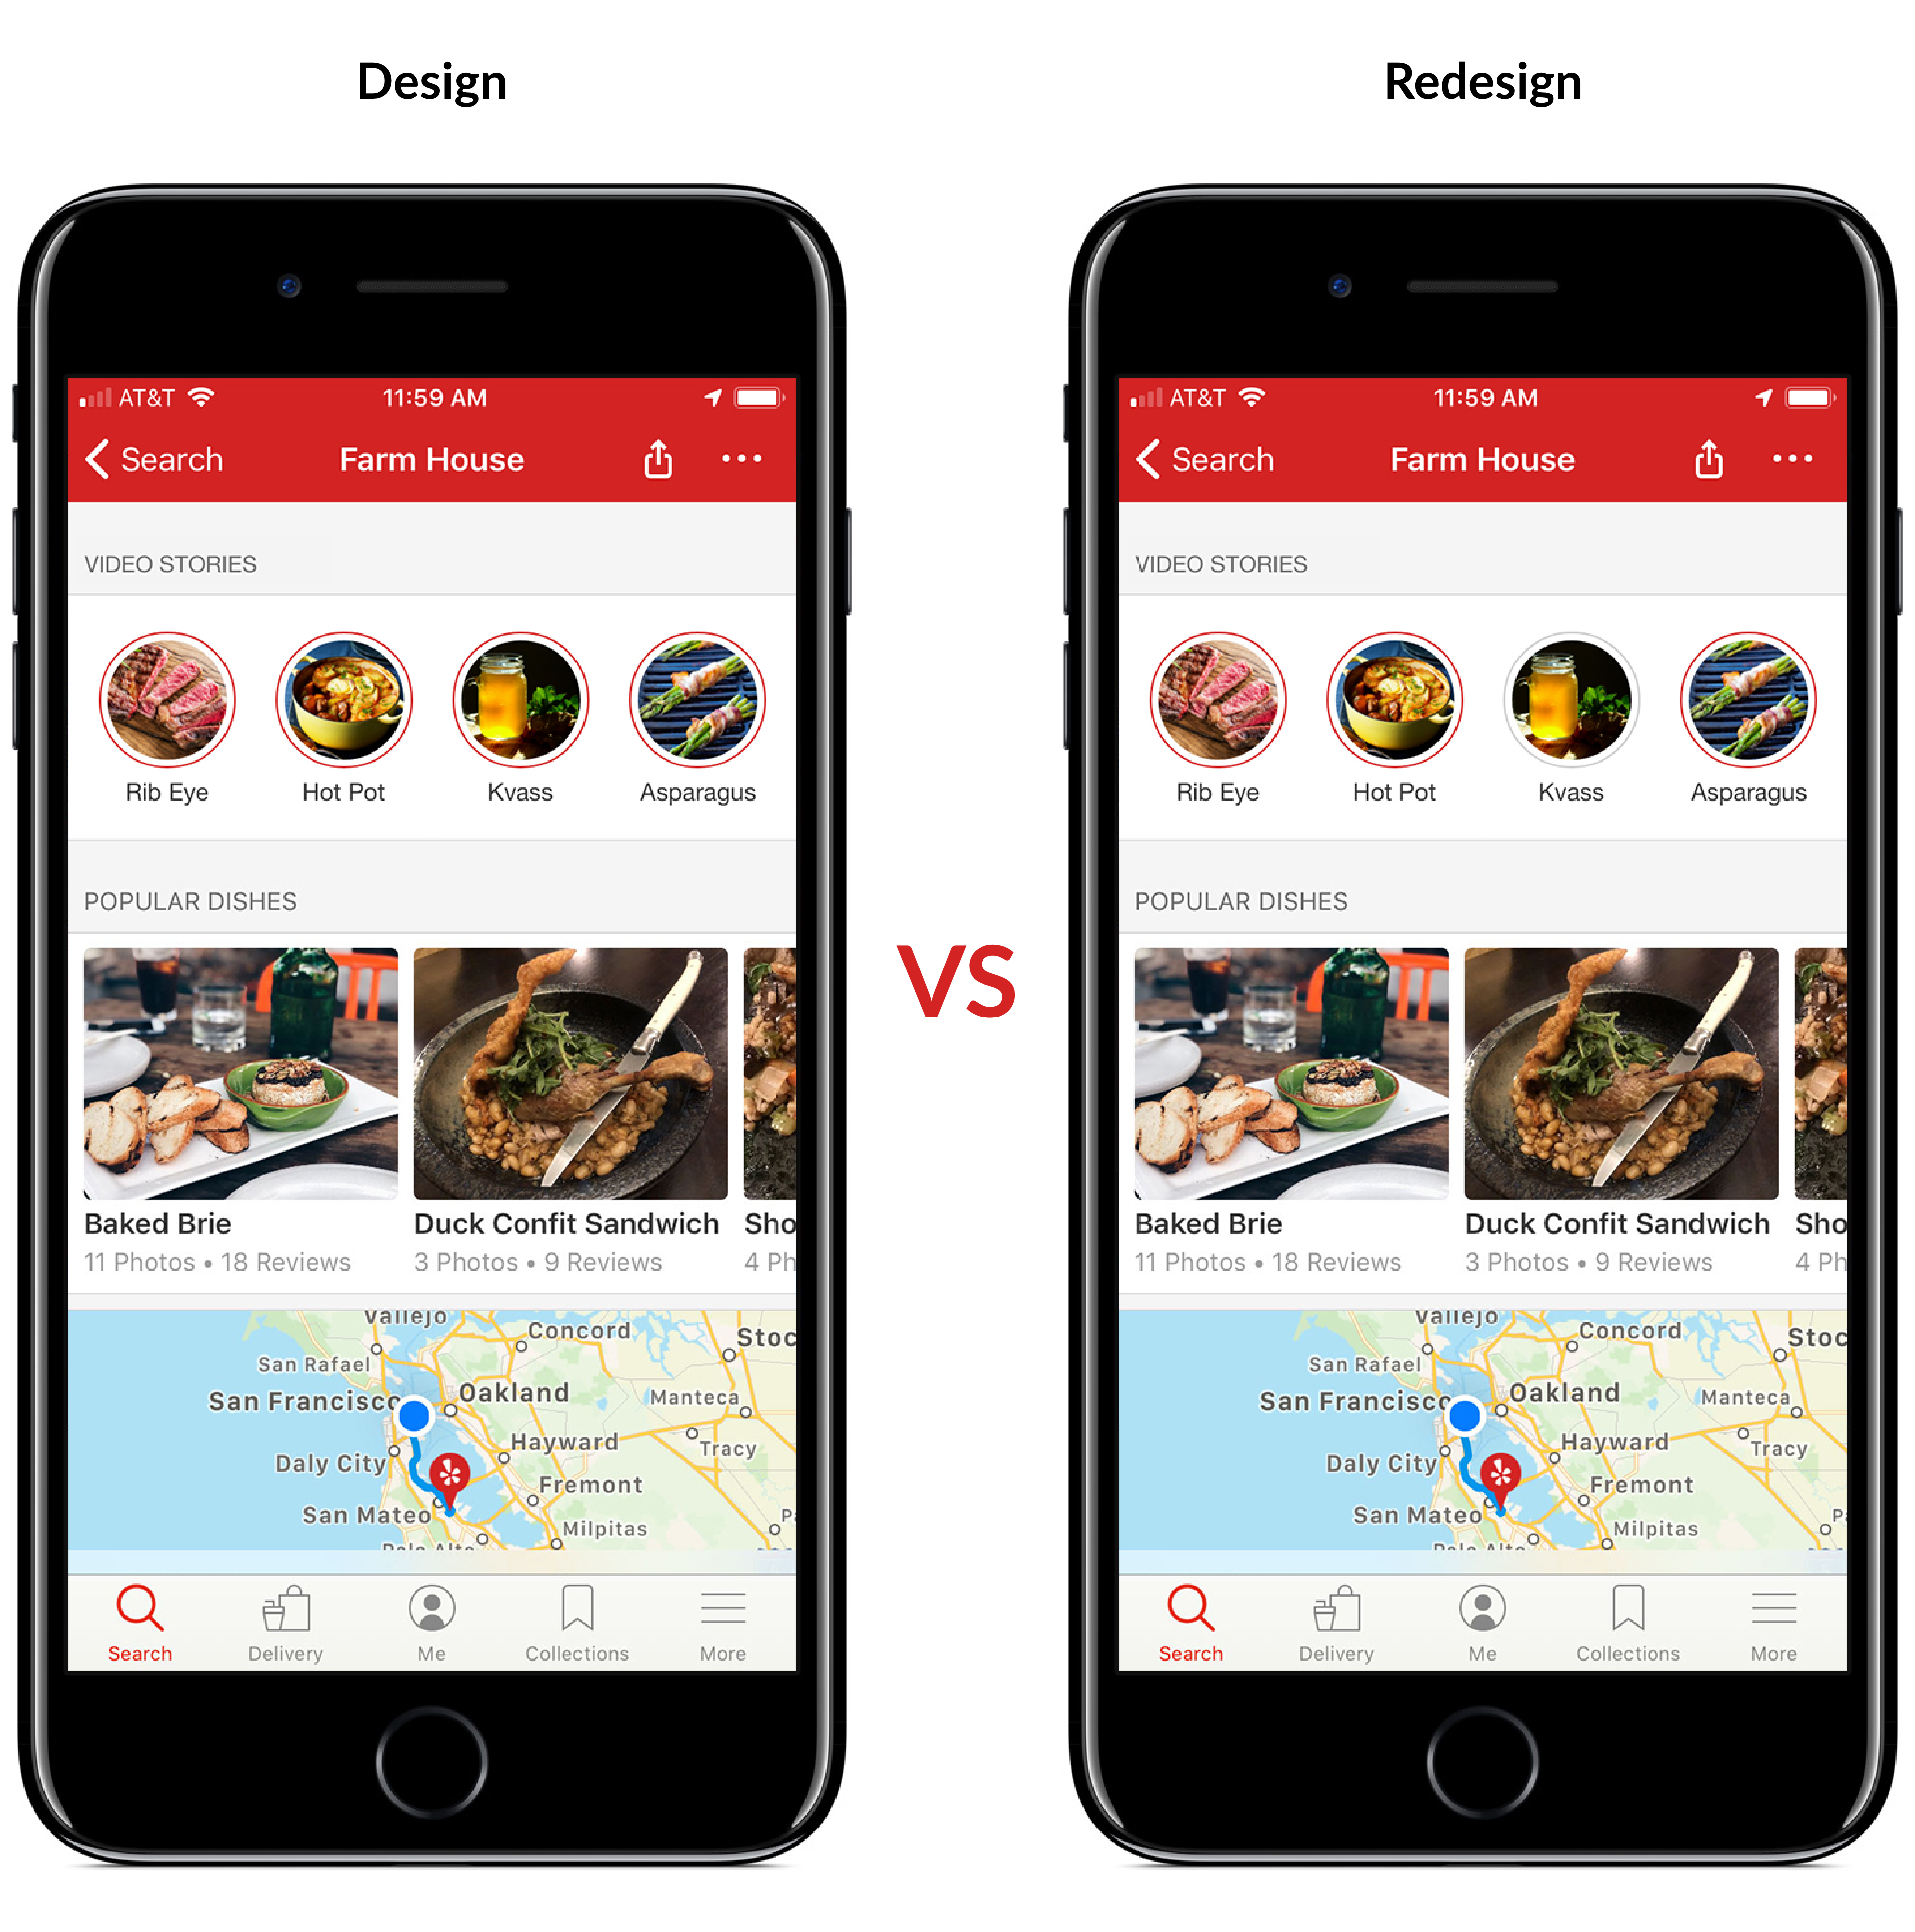 Design
Redesign
AT&T 11:59 AM
Search Farm House
VIDEO STORIES
Rib Eye Hot Pot Kvass Asparagus
POPULAR DISHES
Baked Brie Duck Confit Sandwich Sho
11 Photos • 18 Reviews 3 Photos • 9 Reviews 4 Ph
Vallejo
Concord
Stoc
San Rafael
San Francisco
Oakland
Manteca
Hayward
Tracy
Daly City
Fremont
San Mateo
Milpitas
Palo Alto
Search Delivery Me Collections More
VS
AT&T 11:59 AM
Search Farm House
VIDEO STORIES
Rib Eye Hot Pot Kvass Asparagus
POPULAR DISHES
Baked Brie Duck Confit Sandwich Sho
11 Photos • 18 Reviews 3 Photos • 9 Reviews 4 Ph
Vallejo
Concord
Stoc
San Rafael
San Francisco
Oakland
Manteca
Hayward
Tracy
Daly City
Fremont
San Mateo
Milpitas
Palo Alto
Search Delivery Me Collections More